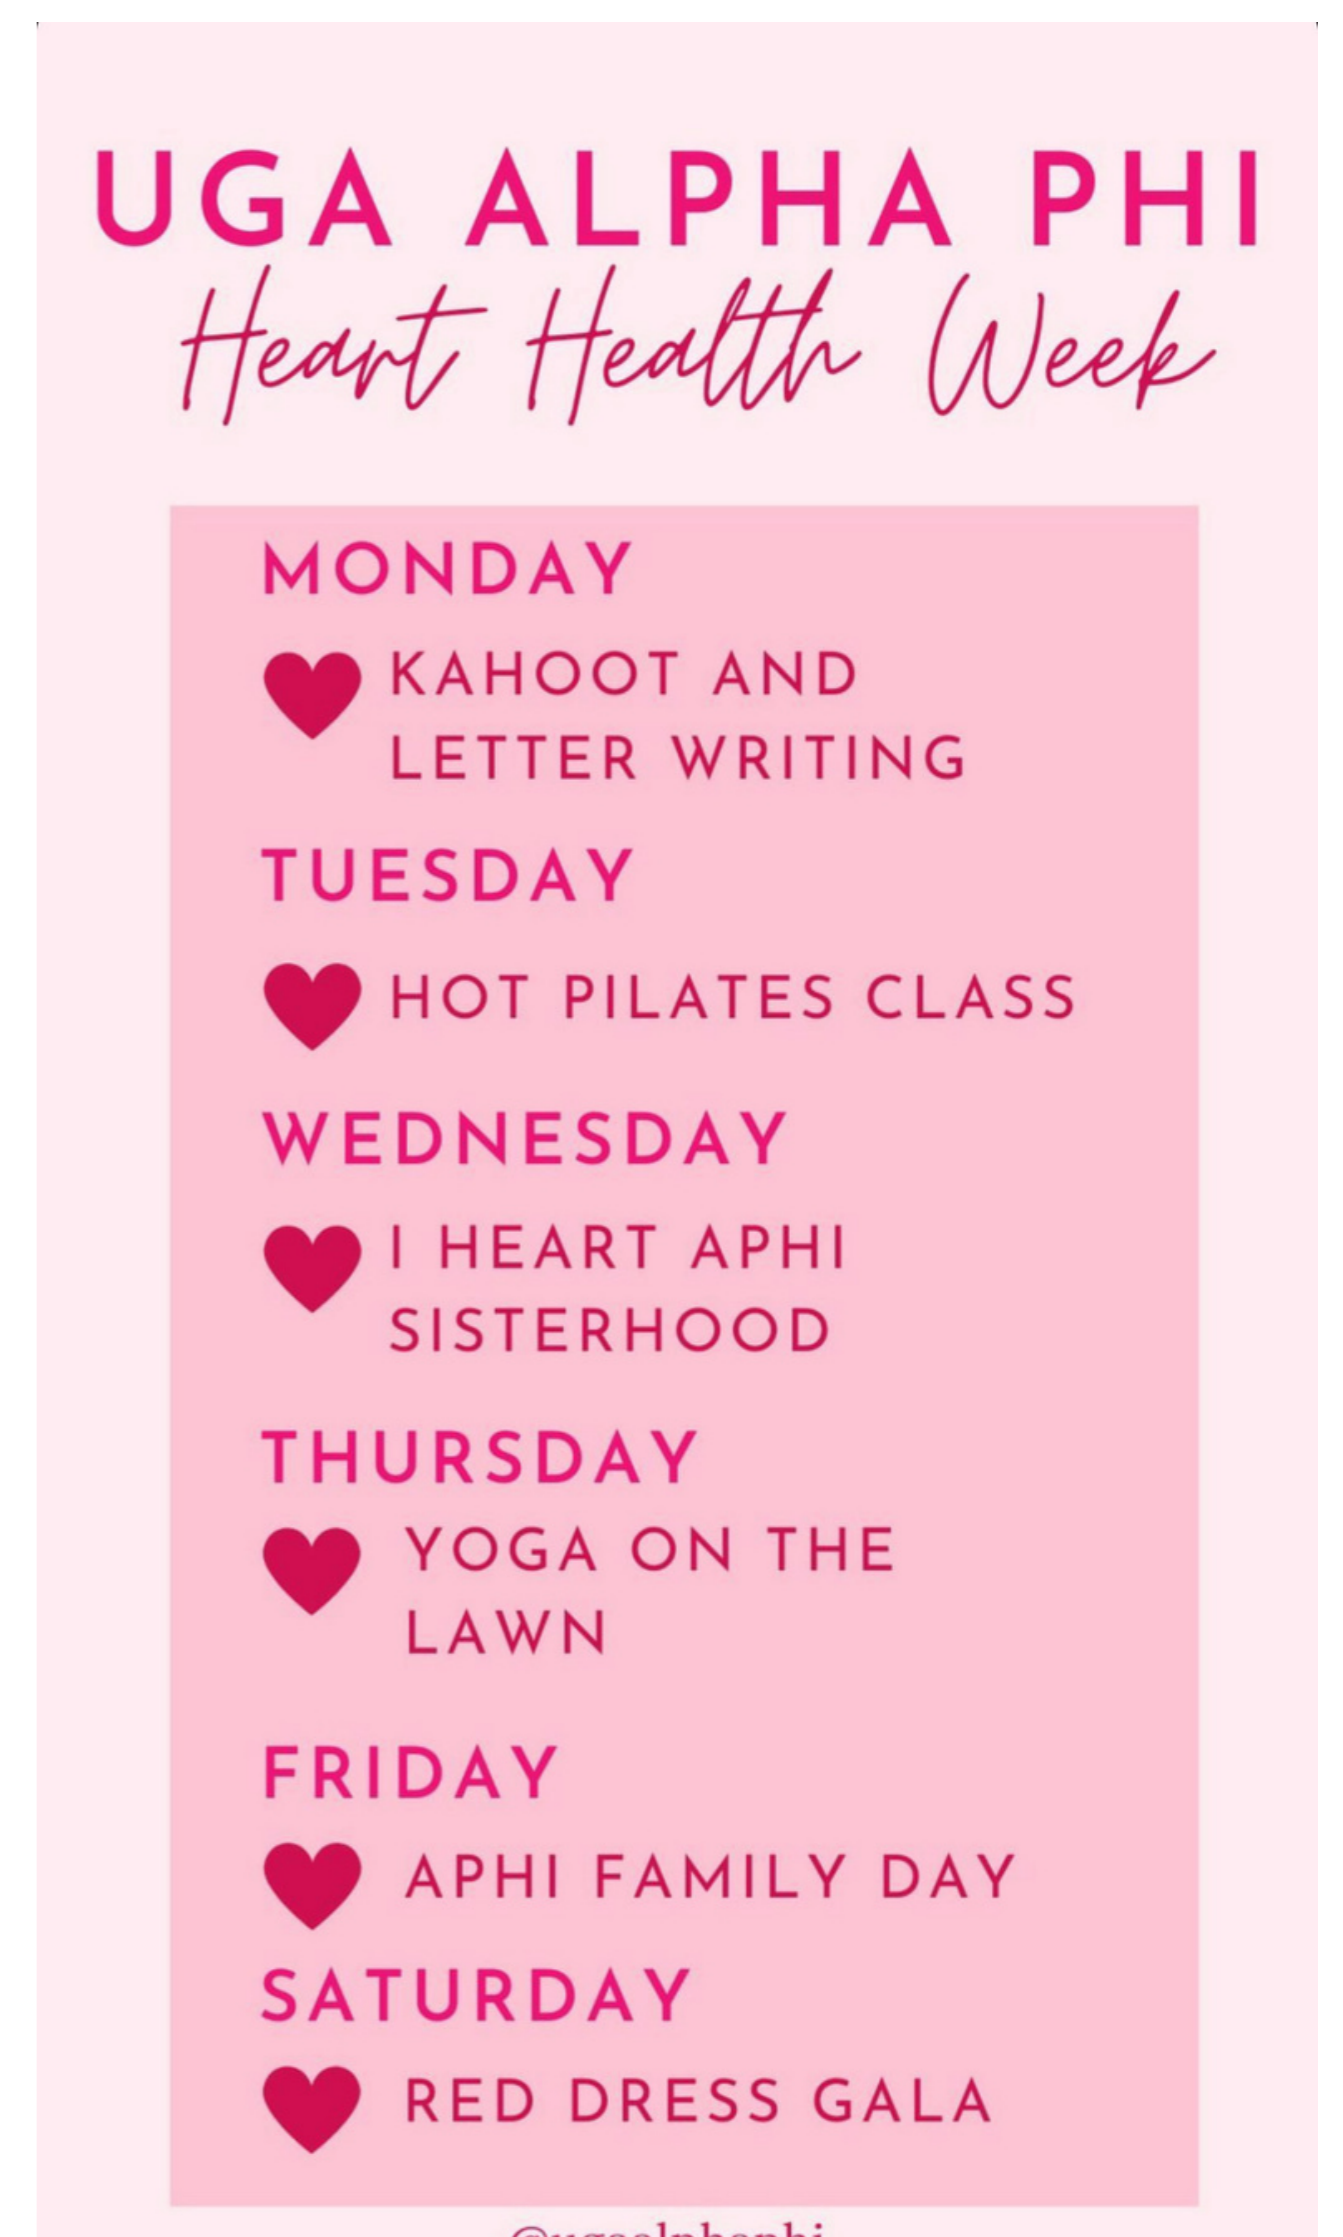 UGA ALPHA PHI
Heart Health Week
MONDAY
KAHOOT AND
LETTER WRITING
TUESDAY
HOT PILATES CLASS
WEDNESDAY
I HEART APHI
SISTERHOOD
THURSDAY
YOGA ON THE
LAWN
FRIDAY
APHI FAMILY DAY
SATURDAY
RED DRESS GALA
@ugaalphaphi